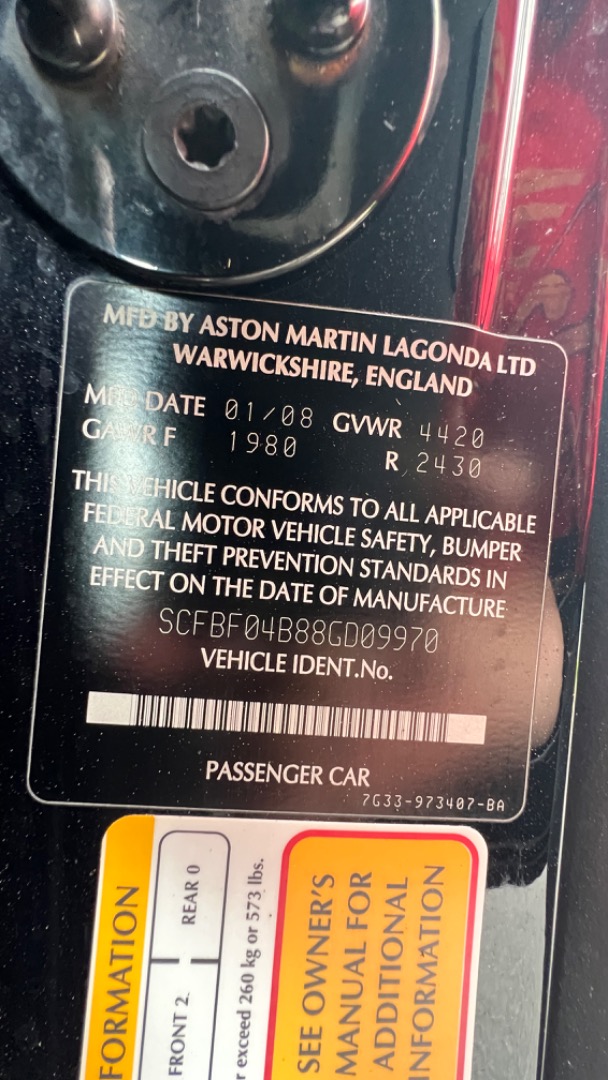 MFD BY ASTON MARTIN LAGONDA LTD
WARWICKSHIRE, ENGLAND
MFD DATE 01/08 GVWR 4420
GAWR F 1980 R 2430
THIS VEHICLE CONFORMS TO ALL APPLICABLE
FEDERAL MOTOR VEHICLE SAFETY, BUMPER
AND THEFT PREVENTION STANDARDS IN
EFFECT ON THE DATE OF MANUFACTURE
SCFBF04B88GD09970
VEHICLE IDENT.No.
PASSENGER CAR
7G33-973407-BA
FORMATION
FRONT 2 REAR 0
exceed 260 kg or 573 lbs.
SEE OWNER'S
MANUAL FOR
ADDITIONAL
INFORMATION